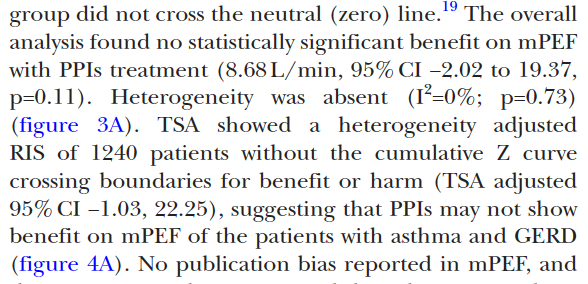 group did not cross the neutral (zero) line.19 The overall
analysis found no statistically significant benefit on mPEF
with PPIs treatment (8.68 L/min, 95% CI −2.02 to 19.37,
p=0.11). Heterogeneity was absent (I2=0%; p=0.73)
(figure 3A). TSA showed a heterogeneity adjusted
RIS of 1240 patients without the cumulative Z curve
crossing boundaries for benefit or harm (TSA adjusted
95% CI −1.03, 22.25), suggesting that PPIs may not show
benefit on mPEF of the patients with asthma and GERD
(figure 4A). No publication bias reported in mPEF, and